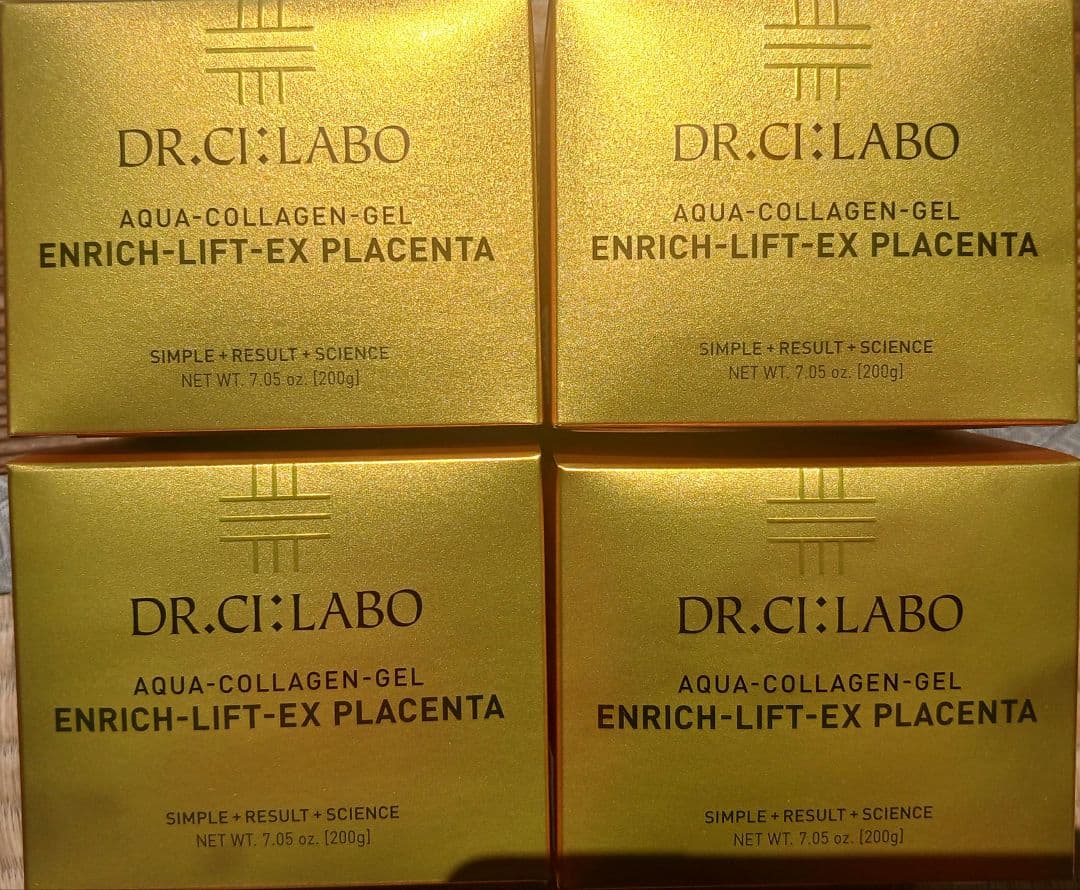 DR.CI:LABO
AQUA-COLLAGEN-GEL
ENRICH-LIFT-EX PLACENTA
SIMPLE+RESULT+SCIENCE
NET WT. 7.05 oz. [200g]
DR.CI:LABO
AQUA-COLLAGEN-GEL
ENRICH-LIFT-EX PLACENTA
SIMPLE+RESULT+SCIENCE
NET WT. 7.05 oz. [200g]
DR.CI:LABO
AQUA-COLLAGEN-GEL
ENRICH-LIFT-EX PLACENTA
SIMPLE+RESULT+SCIENCE
NET WT. 7.05 oz. [200g]
DR.CI:LABO
AQUA-COLLAGEN-GEL
ENRICH-LIFT-EX PLACENTA
SIMPLE+RESULT+SCIENCE
NET WT. 7.05 oz. [200g]